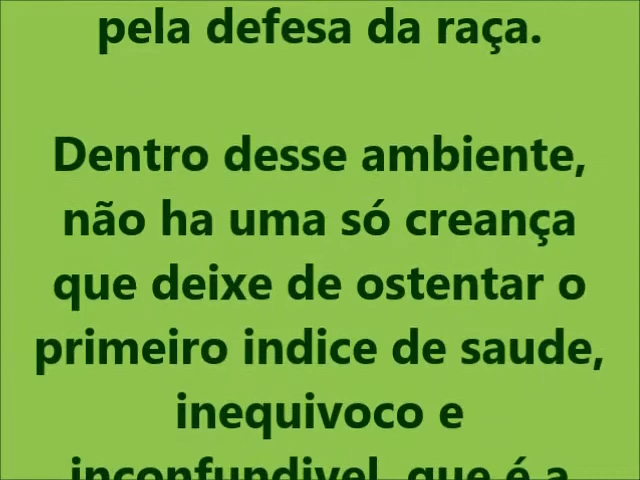 pela defesa da raça.
Dentro desse ambiente,
não ha uma só creança
que deixe de ostentar o
primeiro indice de saude,
inequivoco e
inconfundivel, que é a